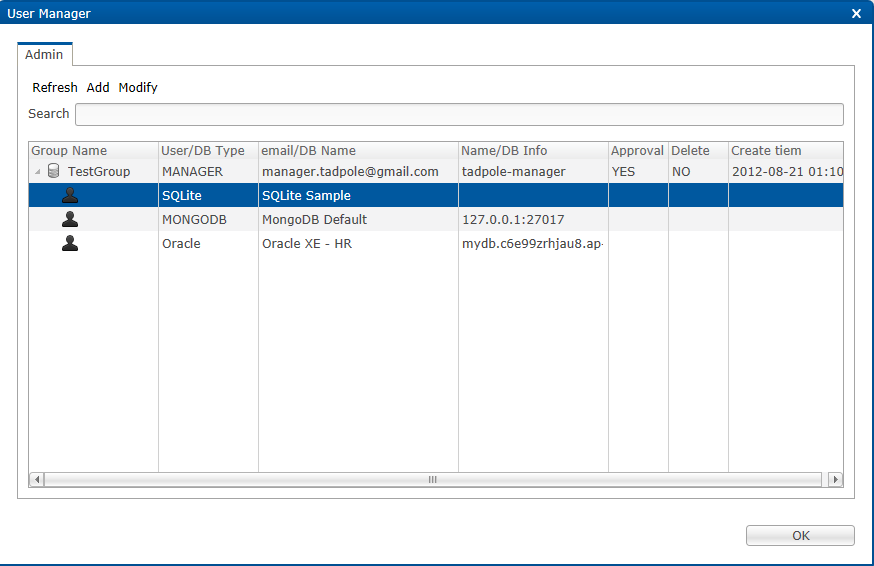 User Manager
Admin
Refresh Add Modify
Search
Group Name User/DB Type email/DB Name Name/DB Info Approval Delete Create tiem
TestGroup MANAGER manager.tadpole@gmail.com tadpole-manager YES NO 2012-08-21 01:10
SQLite SQLite Sample
MONGODB MongoDB Default 127.0.0.1:27017
Oracle Oracle XE - HR mydb.c6e99zrhjau8.ap-
OK